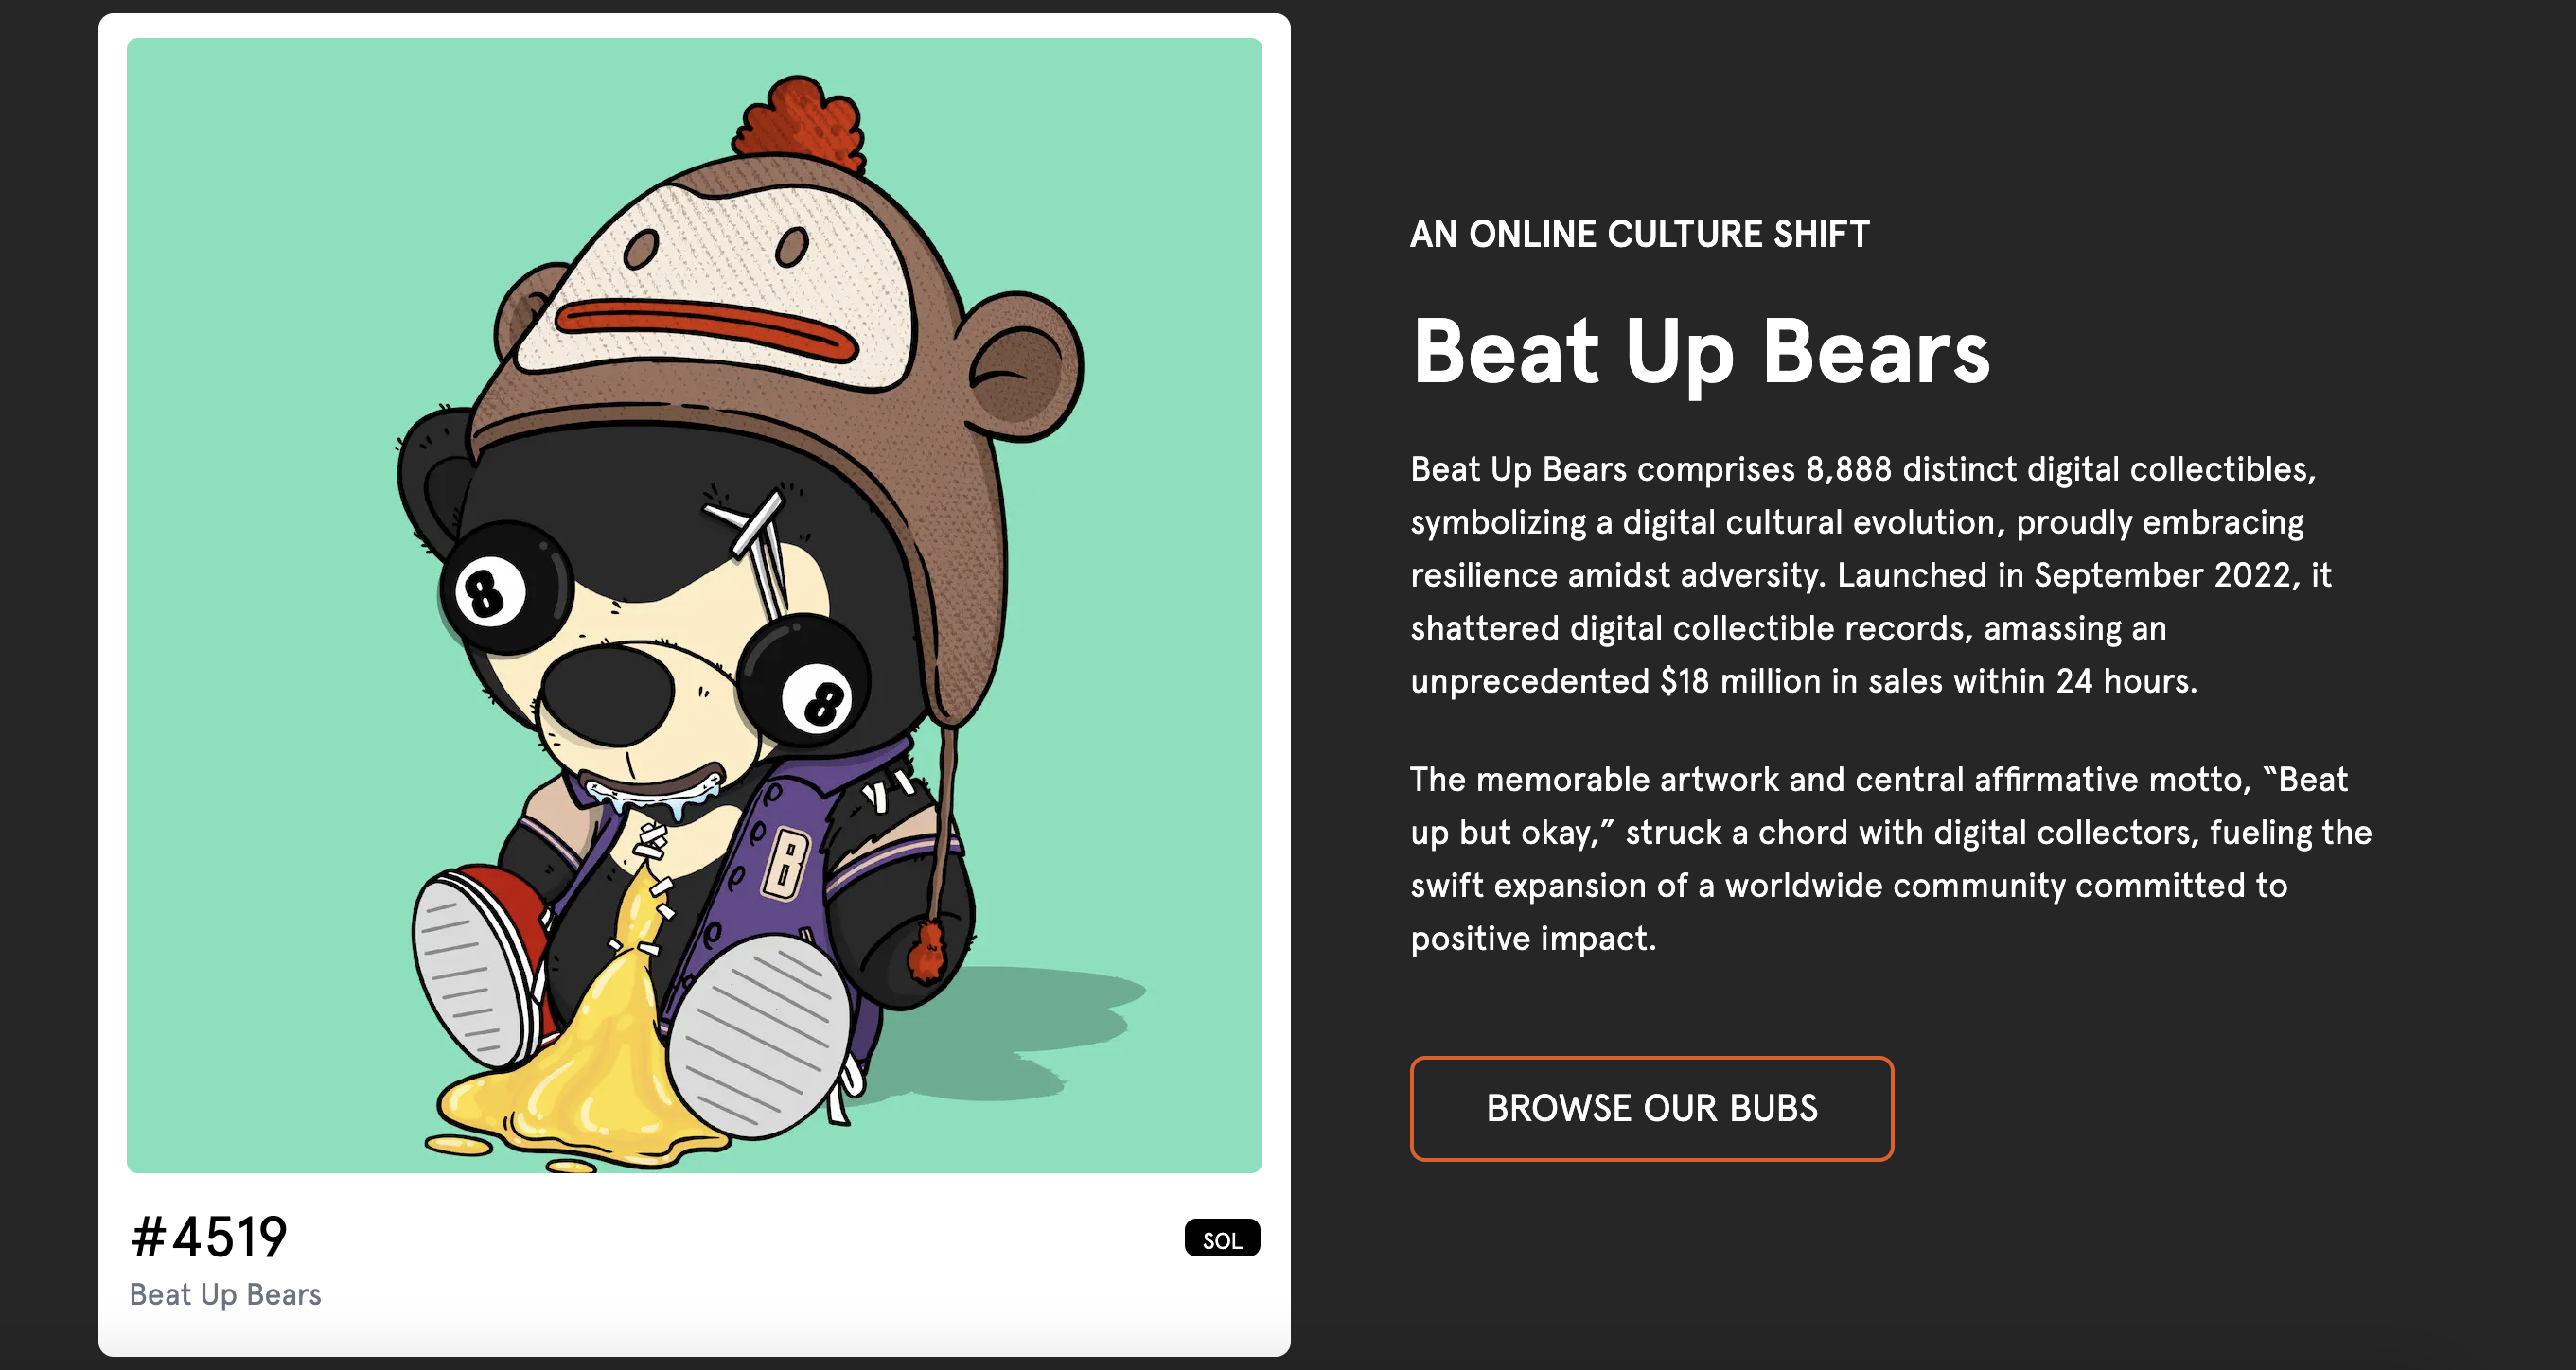 8
8
B
#4519
SOL
Beat Up Bears
AN ONLINE CULTURE SHIFT
Beat Up Bears
Beat Up Bears comprises 8,888 distinct digital collectibles,
symbolizing a digital cultural evolution, proudly embracing
resilience amidst adversity. Launched in September 2022, it
shattered digital collectible records, amassing an
unprecedented $18 million in sales within 24 hours.
The memorable artwork and central affirmative motto, “Beat
up but okay,” struck a chord with digital collectors, fueling the
swift expansion of a worldwide community committed to
positive impact.
BROWSE OUR BUBS